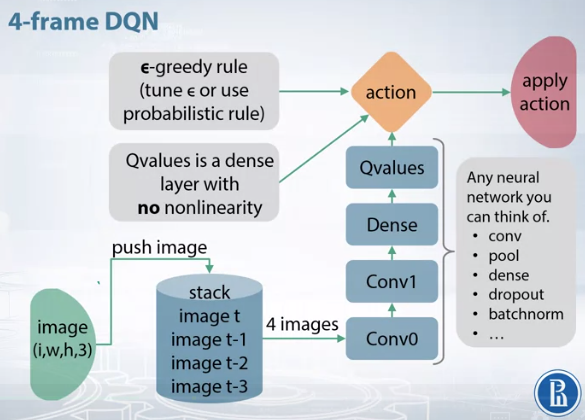 4-frame DQN
ϵ-greedy rule
(tune ϵ or use
probabilistic rule)
action
apply
action
Qvalues is a dense
layer with
no nonlinearity
Qvalues
Dense
Conv1
Conv0
Any neural
network you
can think of.
• conv
• pool
• dense
• dropout
• batchnorm
• ...
push image
image
(i,w,h,3)
stack
image t
image t-1
image t-2
image t-3
4 images